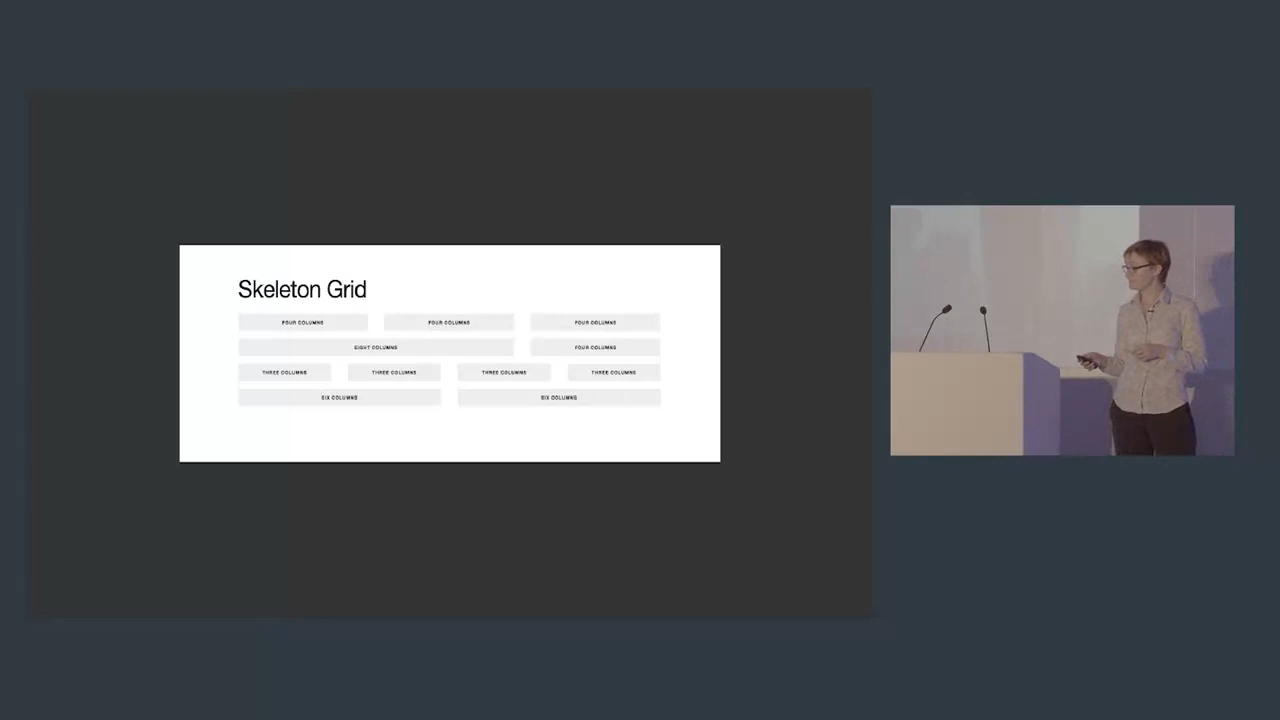 Skeleton Grid
FOUR COLUMNS FOUR COLUMNS FOUR COLUMNS
EIGHT COLUMNS FOUR COLUMNS
THREE COLUMNS THREE COLUMNS THREE COLUMNS THREE COLUMNS
SIX COLUMNS SIX COLUMNS